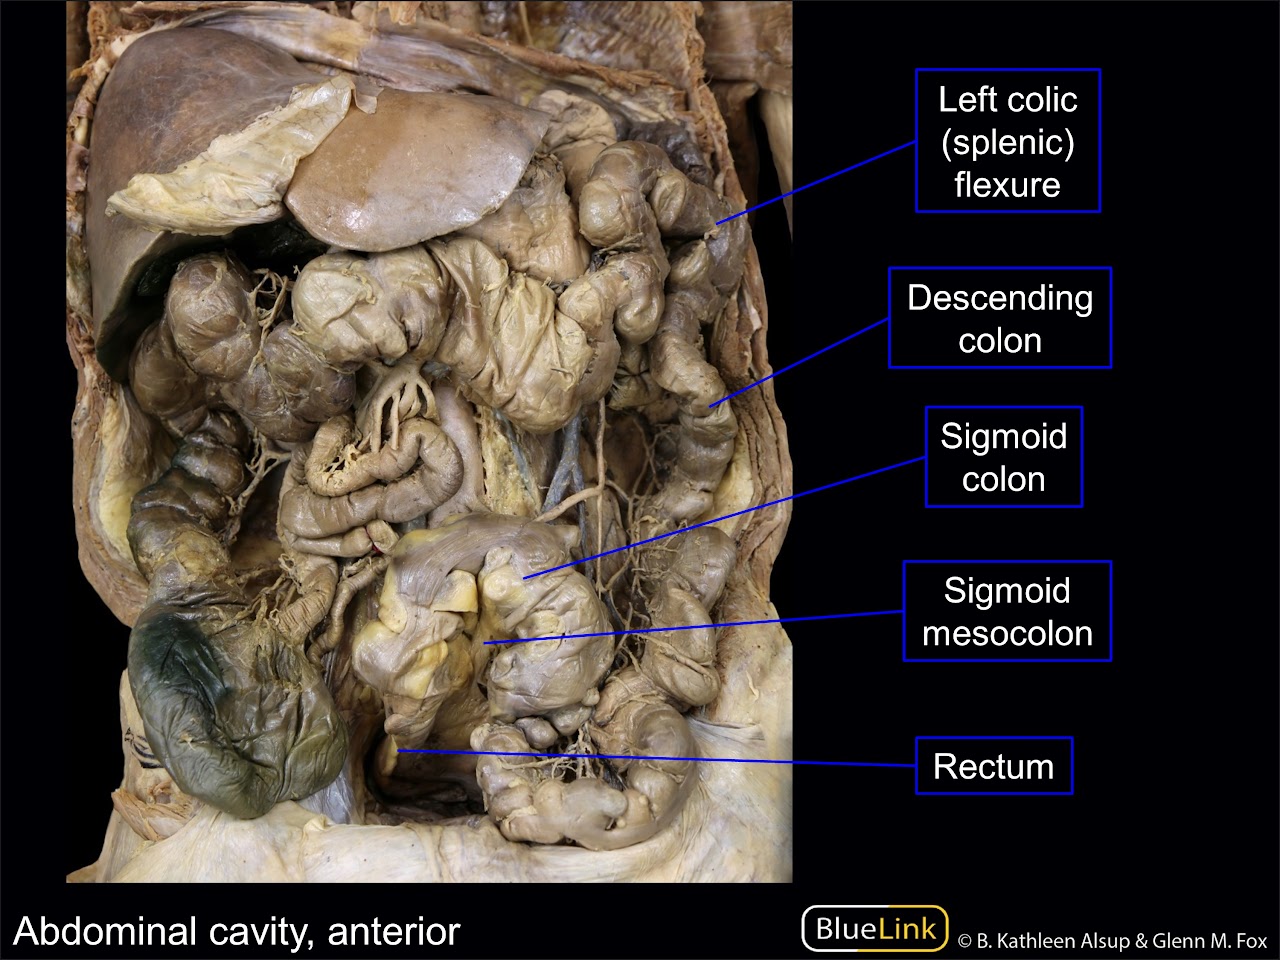 Left colic
(splenic)
flexure
Descending
colon
Sigmoid
colon
Sigmoid
mesocolon
Rectum
Abdominal cavity, anterior
BlueLink
© B. Kathleen Alsup & Glenn M. Fox